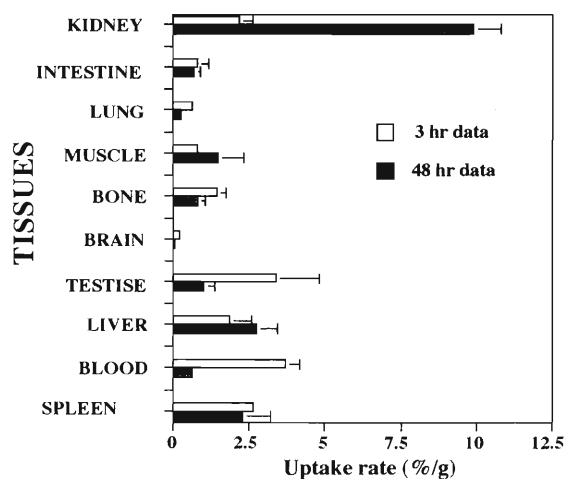 TISSUES
KIDNEY
INTESTINE
LUNG
MUSCLE
BONE
BRAIN
TESTISE
LIVER
BLOOD
SPLEEN
3 hr data
48 hr data
0 2.5 5 7.5 10 12.5
Uptake rate (%/g)